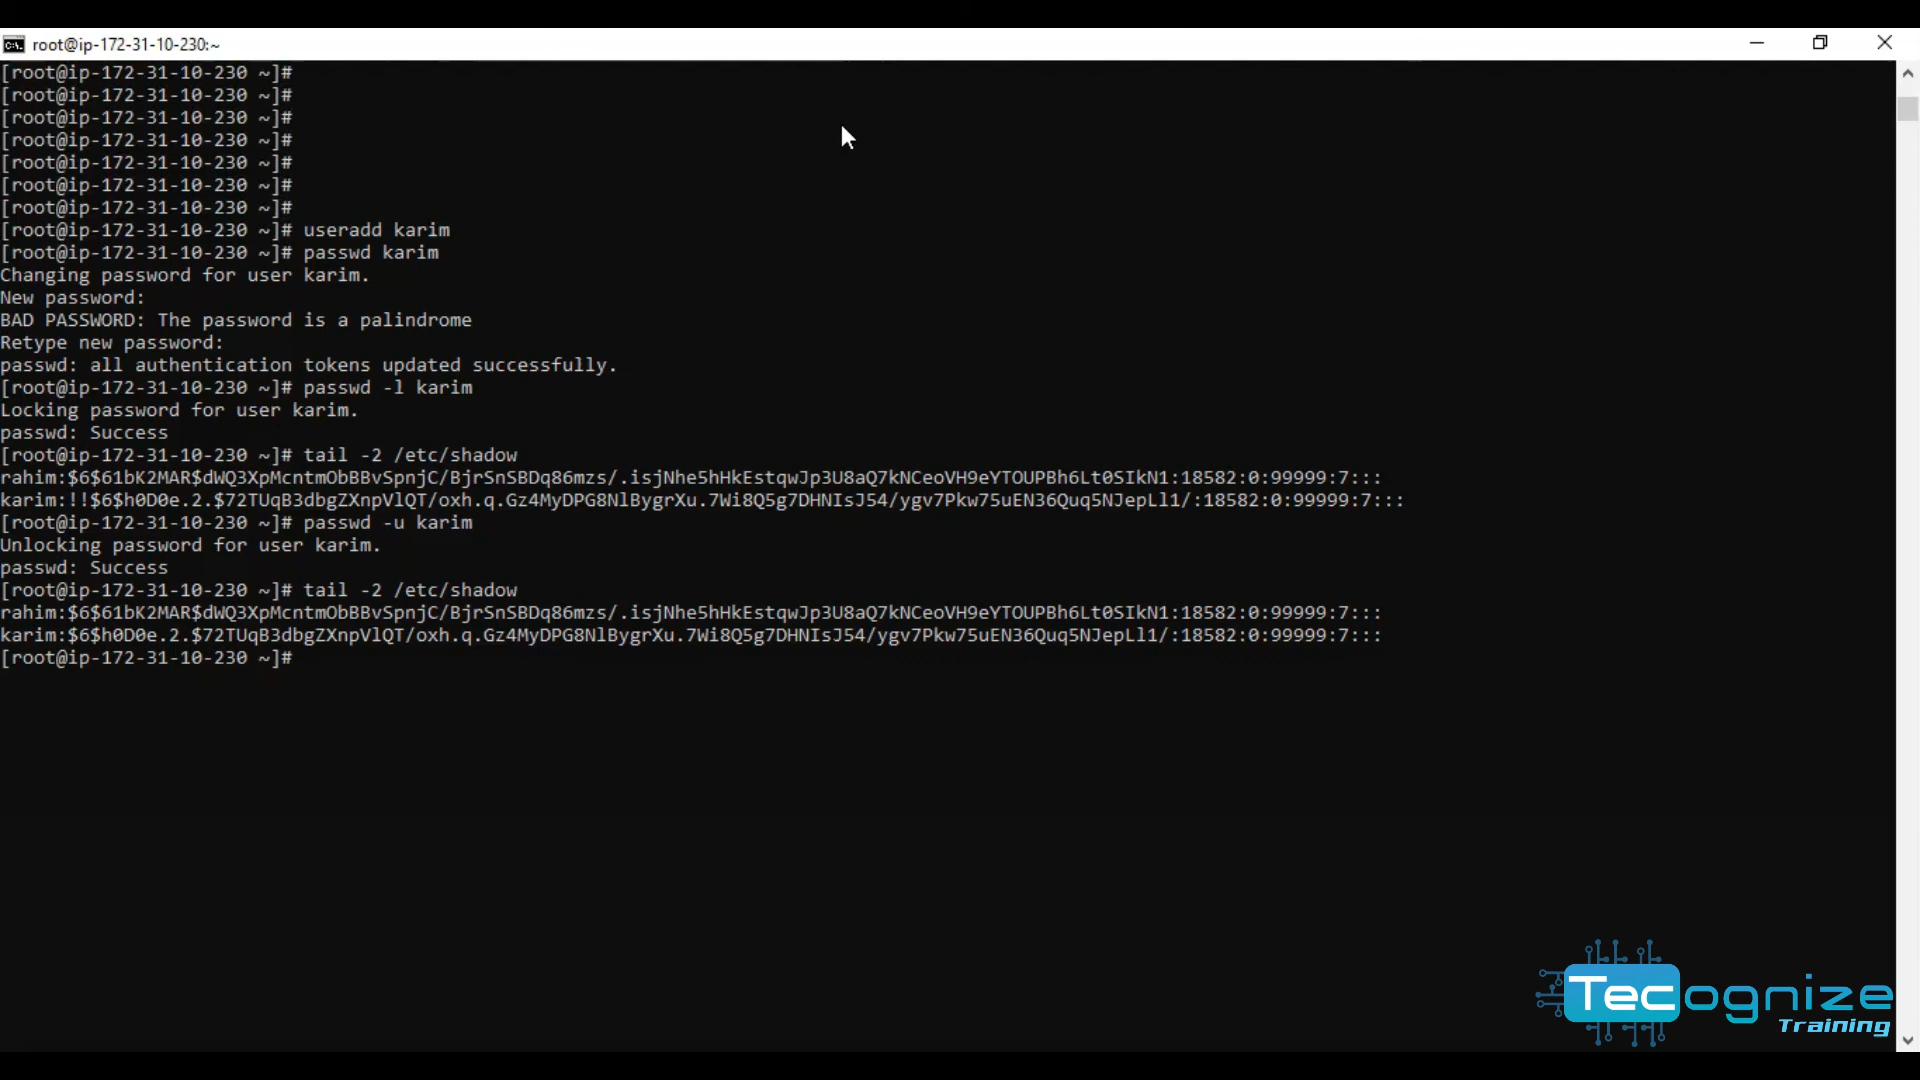 root@ip-172-31-10-230:~
[root@ip-172-31-10-230 ~]#
[root@ip-172-31-10-230 ~]#
[root@ip-172-31-10-230 ~]#
[root@ip-172-31-10-230 ~]#
[root@ip-172-31-10-230 ~]#
[root@ip-172-31-10-230 ~]#
[root@ip-172-31-10-230 ~]#
[root@ip-172-31-10-230 ~]# useradd karim
[root@ip-172-31-10-230 ~]# passwd karim
Changing password for user karim.
New password:
BAD PASSWORD: The password is a palindrome
Retype new password:
passwd: all authentication tokens updated successfully.
[root@ip-172-31-10-230 ~]# passwd -l karim
Locking password for user karim.
passwd: Success
[root@ip-172-31-10-230 ~]# tail -2 /etc/shadow
rahim:$6$61bK2MAR$dWQ3XpMcntmObBBvSpnjC/BjrSnSBDq86mzs/.isjNhe5hHkEstqwJp3U8aQ7kNCeoVH9eYTOUPBh6Lt0SIkN1:18582:0:99999:7:::
karim:!!$6$h0D0e.2.$72TUqB3dbgZXnpVlQT/oxh.q.Gz4MyDPG8NlBygrXu.7Wi8Q5g7DHNIsJ54/ygv7Pkw75uEN36Quq5NJepLl1/:18582:0:99999:7:::
[root@ip-172-31-10-230 ~]# passwd -u karim
Unlocking password for user karim.
passwd: Success
[root@ip-172-31-10-230 ~]# tail -2 /etc/shadow
rahim:$6$61bK2MAR$dWQ3XpMcntmObBBvSpnjC/BjrSnSBDq86mzs/.isjNhe5hHkEstqwJp3U8aQ7kNCeoVH9eYTOUPBh6Lt0SIkN1:18582:0:99999:7:::
karim:$6$h0D0e.2.$72TUqB3dbgZXnpVlQT/oxh.q.Gz4MyDPG8NlBygrXu.7Wi8Q5g7DHNIsJ54/ygv7Pkw75uEN36Quq5NJepLl1/:18582:0:99999:7:::
[root@ip-172-31-10-230 ~]#
Tecognize
Training